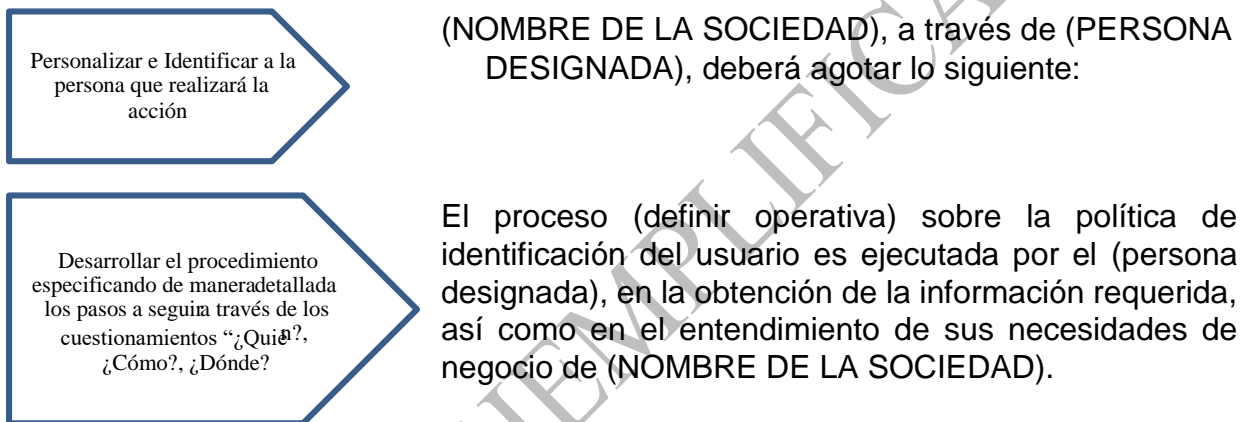 Personalizar e Identificar a la
persona que realizará la
acción
(NOMBRE DE LA SOCIEDAD), a través de (PERSONA
DESIGNADA), deberá agotar lo siguiente:
Desarrollar el procedimiento
especificando de maneradetallada
los pasos a seguira través de los
cuestionamientos “¿Quién?,
¿Cómo?, ¿Dónde?
El proceso (definir operativa) sobre la política de
identificación del usuario es ejecutada por el (persona
designada), en la obtención de la información requerida,
así como en el entendimiento de sus necesidades de
negocio de (NOMBRE DE LA SOCIEDAD).